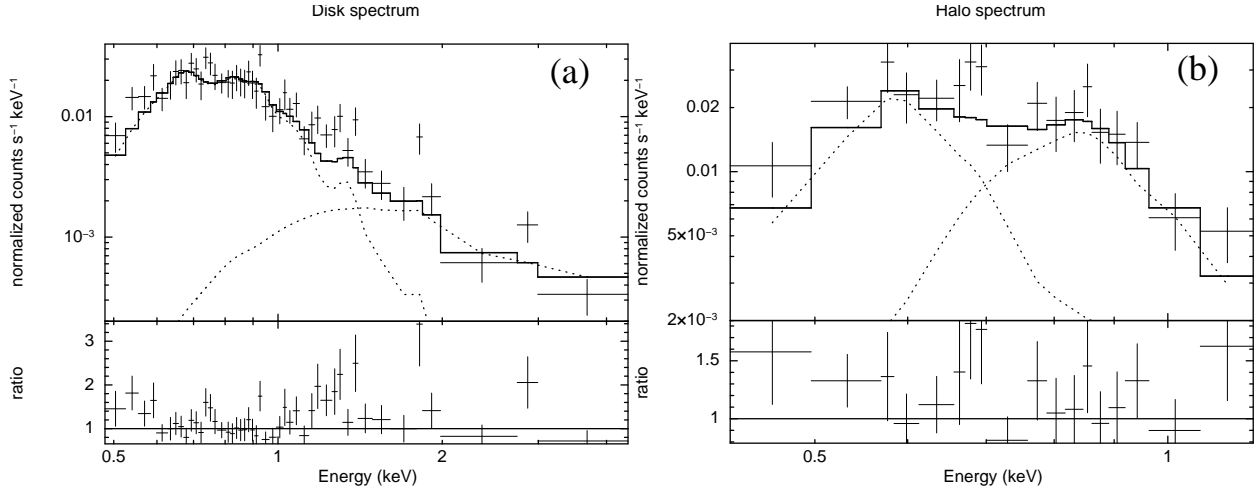 Disk spectrum
(a)
normalized counts s⁻¹ keV⁻¹
0.01
10⁻³
ratio
3
2
1
0.5
1
2
Energy (keV)
Halo spectrum
(b)
normalized counts s⁻¹ keV⁻¹
0.02
0.01
5×10⁻³
2×10⁻³
ratio
1.5
1
0.5
1
Energy (keV)